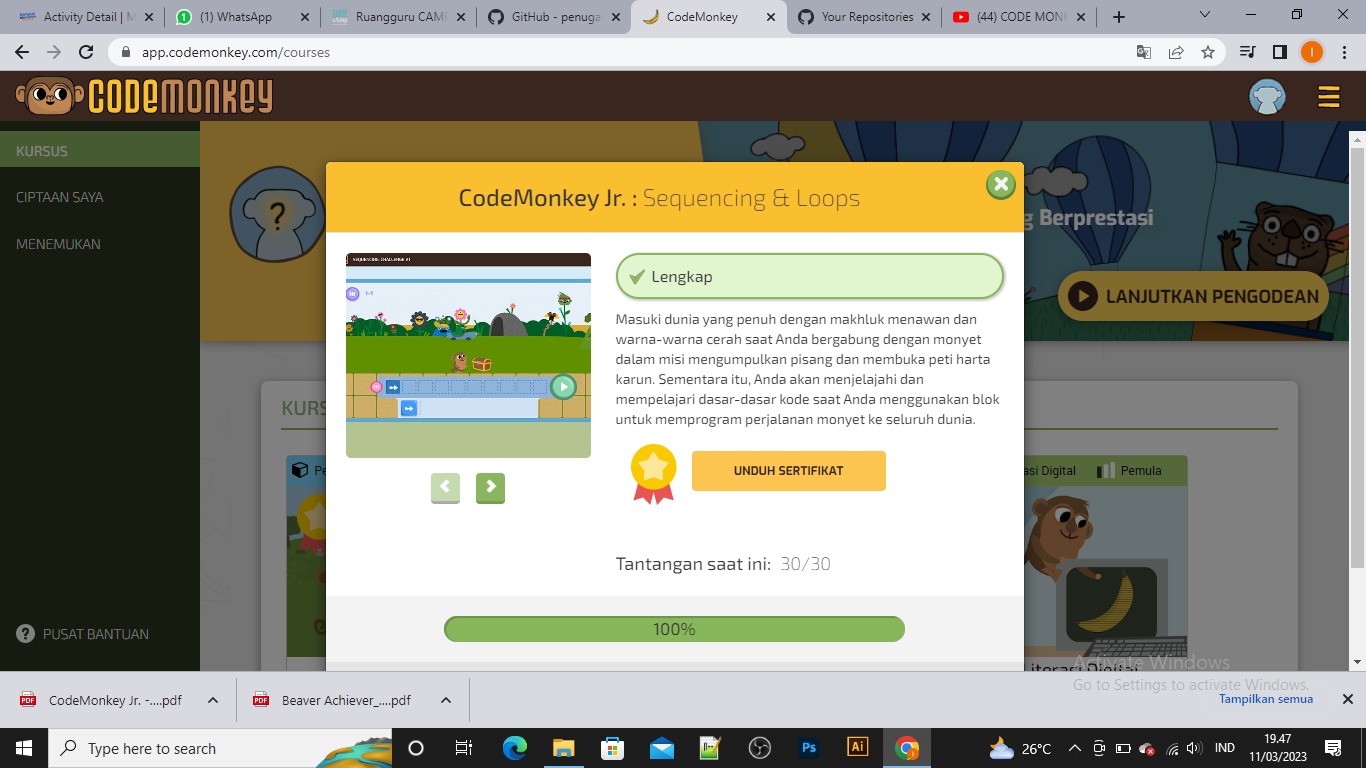 Activity Detail | M
(1) WhatsApp
Ruangguru CAMP
GitHub - penuga
CodeMonkey
Your Repositories
(44) CODE MONK
app.codemonkey.com/courses
I
CODEMONKEY
KURSUS
CIPTAAN SAYA
MENEMUKAN
PUSAT BANTUAN
?
g Berprestasi
LANJUTKAN PENGODEAN
KURS
Pe
asi Digital
Pemula
Literasi Digital
CodeMonkey Jr. : Sequencing & Loops
SEQUENCING CHALLENGE #1
Lengkap
Masuki dunia yang penuh dengan makhluk menawan dan
warna-warna cerah saat Anda bergabung dengan monyet
dalam misi mengumpulkan pisang dan membuka peti harta
karun. Sementara itu, Anda akan menjelajahi dan
mempelajari dasar-dasar kode saat Anda menggunakan blok
untuk memprogram perjalanan monyet ke seluruh dunia.
UNDUH SERTIFIKAT
Tantangan saat ini: 30/30
100%
Activate Windows
Go to Settings to activate Windows.
CodeMonkey Jr. -....pdf
Beaver Achiever_....pdf
Tampilkan semua
Type here to search
Ps
Ai
26°C
IND
19.47
11/03/2023